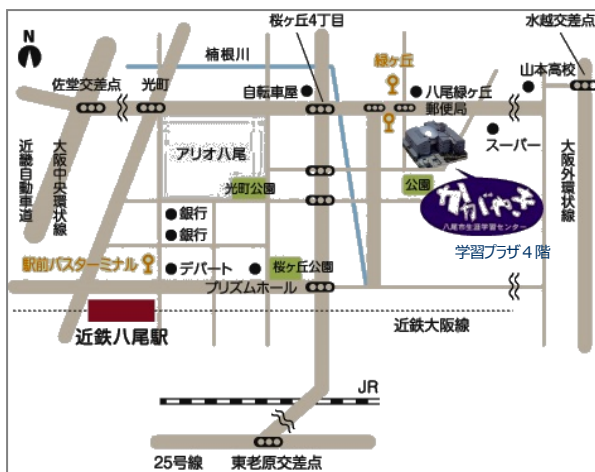 N
桜ヶ丘4丁目
水越交差点
楠根川
緑ヶ丘
佐堂交差点
光町
自転車屋
八尾緑ヶ丘
郵便局
山本高校
近畿自動車道
大阪中央環状線
アリオ八尾
スーパー
大阪外環状線
光町公園
公園
かがやき
八尾市生涯学習センター
学習プラザ4階
銀行
銀行
駅前バスターミナル
デパート
桜ヶ丘公園
プリズムホール
近鉄八尾駅
近鉄大阪線
JR
25号線
東老原交差点